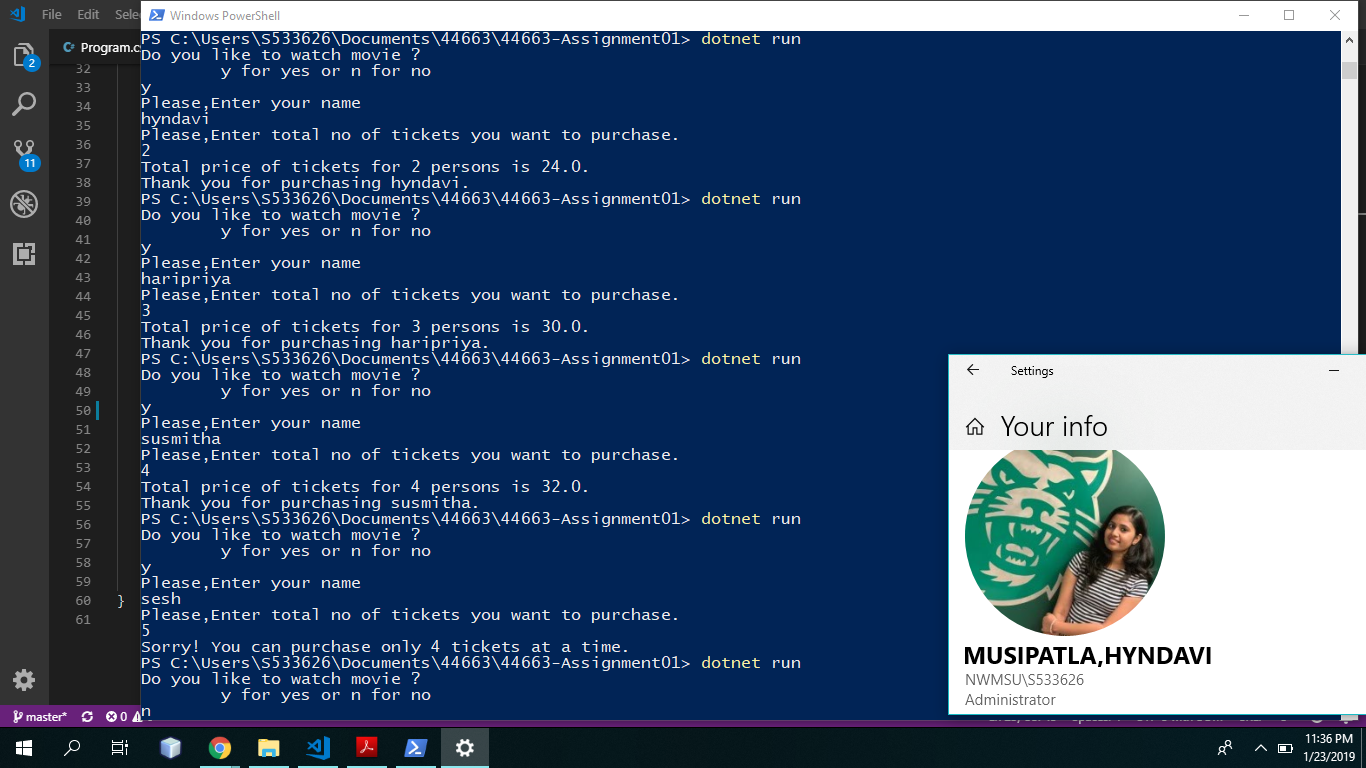 File Edit Sele
Windows PowerShell
2
11
Program.cs
32
33
34
35
36
37
38
39
40
41
42
43
44
45
46
47
48
49
50
51
52
53
54
55
56
57
58
59
60 }
61
PS C:\Users\S533626\Documents\44663\44663-Assignment01> dotnet run
Do you like to watch movie ?
y for yes or n for no
y
Please,Enter your name
hyndavi
Please,Enter total no of tickets you want to purchase.
2
Total price of tickets for 2 persons is 24.0.
Thank you for purchasing hyndavi.
PS C:\Users\S533626\Documents\44663\44663-Assignment01> dotnet run
Do you like to watch movie ?
y for yes or n for no
y
Please,Enter your name
haripriya
Please,Enter total no of tickets you want to purchase.
3
Total price of tickets for 3 persons is 30.0.
Thank you for purchasing haripriya.
PS C:\Users\S533626\Documents\44663\44663-Assignment01> dotnet run
Do you like to watch movie ?
y for yes or n for no
y
Please,Enter your name
susmitha
Please,Enter total no of tickets you want to purchase.
4
Total price of tickets for 4 persons is 32.0.
Thank you for purchasing susmitha.
PS C:\Users\S533626\Documents\44663\44663-Assignment01> dotnet run
Do you like to watch movie ?
y for yes or n for no
y
Please,Enter your name
sesh
Please,Enter total no of tickets you want to purchase.
5
Sorry! You can purchase only 4 tickets at a time.
PS C:\Users\S533626\Documents\44663\44663-Assignment01> dotnet run
Do you like to watch movie ?
y for yes or n for no
n
Settings
Your info
MUSIPATLA,HYNDAVI
NWMSU\S533626
Administrator
master* 0
11:36 PM
1/23/2019